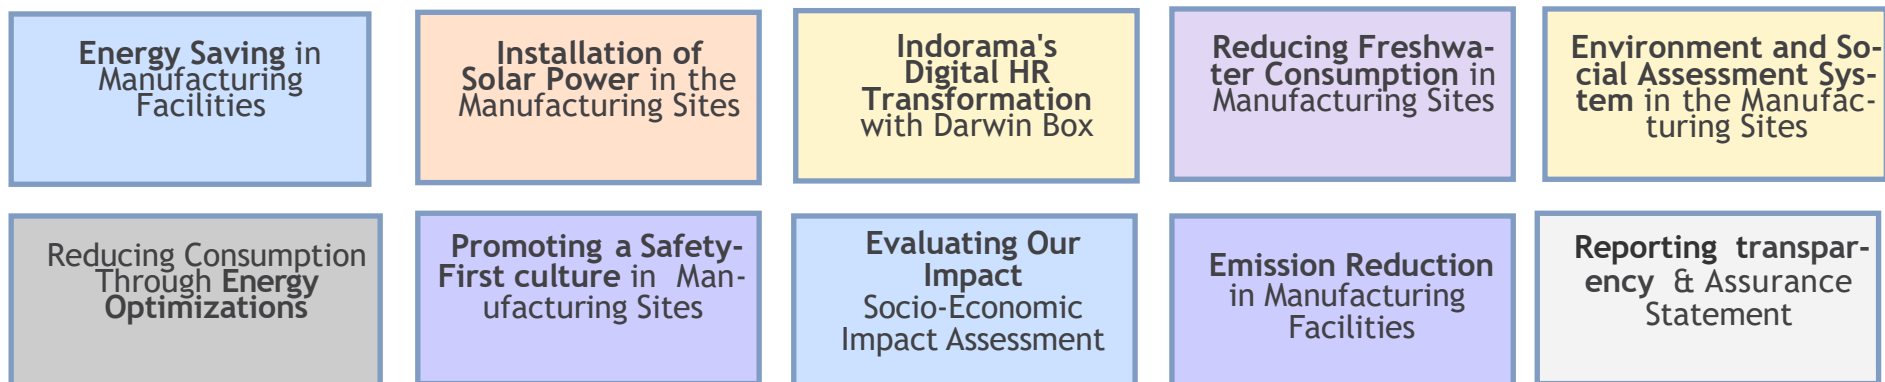 Energy Saving in
Manufacturing
Facilities
Installation of
Solar Power in the
Manufacturing Sites
Indorama's
Digital HR
Transformation
with Darwin Box
Reducing Freshwa-
ter Consumption in
Manufacturing Sites
Environment and So-
cial Assessment Sys-
tem in the Manufac-
turing Sites
Reducing Consumption
Through Energy
Optimizations
Promoting a Safety-
First culture in Man-
ufacturing Sites
Evaluating Our
Impact
Socio-Economic
Impact Assessment
Emission Reduction
in Manufacturing
Facilities
Reporting transpar-
ency & Assurance
Statement